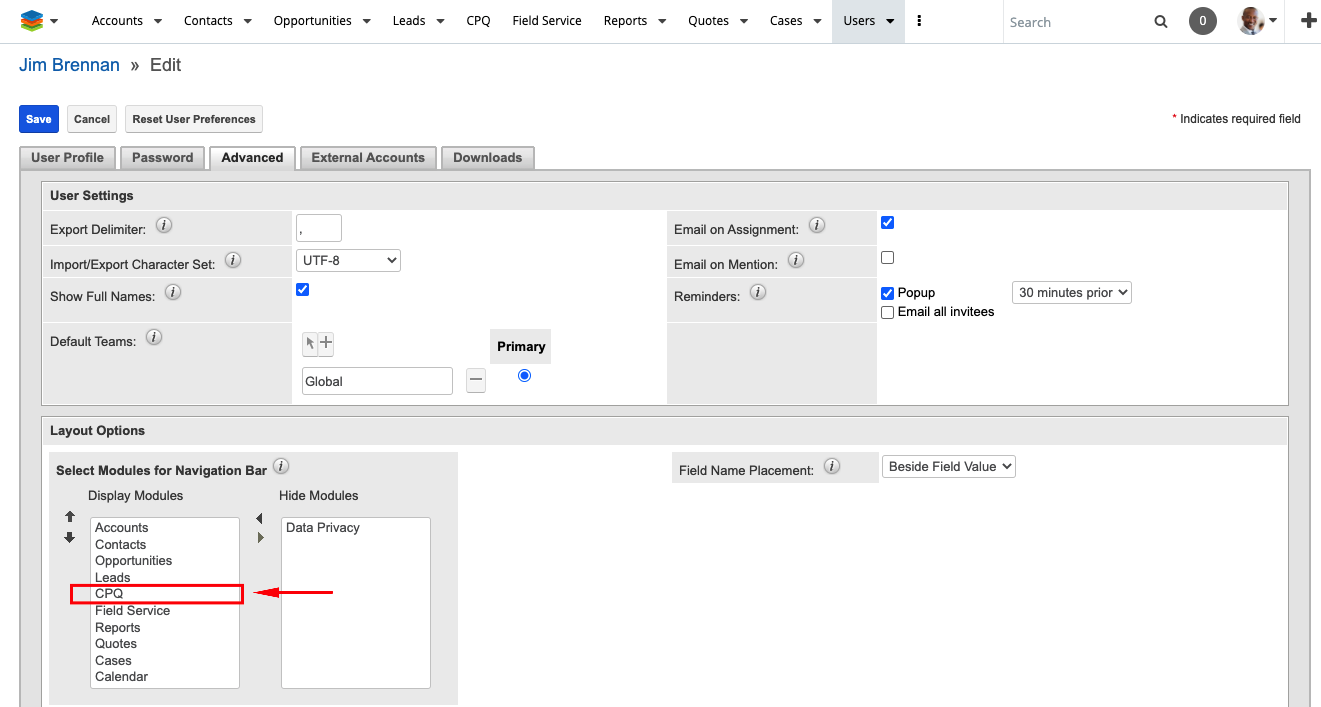 Accounts Contacts Opportunities Leads CPQ Field Service Reports Quotes Cases Users Search 0
Jim Brennan » Edit
Save Cancel Reset User Preferences * Indicates required field
User Profile Password Advanced External Accounts Downloads
User Settings
Export Delimiter: i , Email on Assignment: i
Import/Export Character Set: i UTF-8 Email on Mention: i
Show Full Names: i Reminders: i Popup 30 minutes prior
Email all invitees
Default Teams: i Primary
Global
Layout Options
Select Modules for Navigation Bar i Field Name Placement: i Beside Field Value
Display Modules Hide Modules
Accounts Data Privacy
Contacts
Opportunities
Leads
CPQ
Field Service
Reports
Quotes
Cases
Calendar